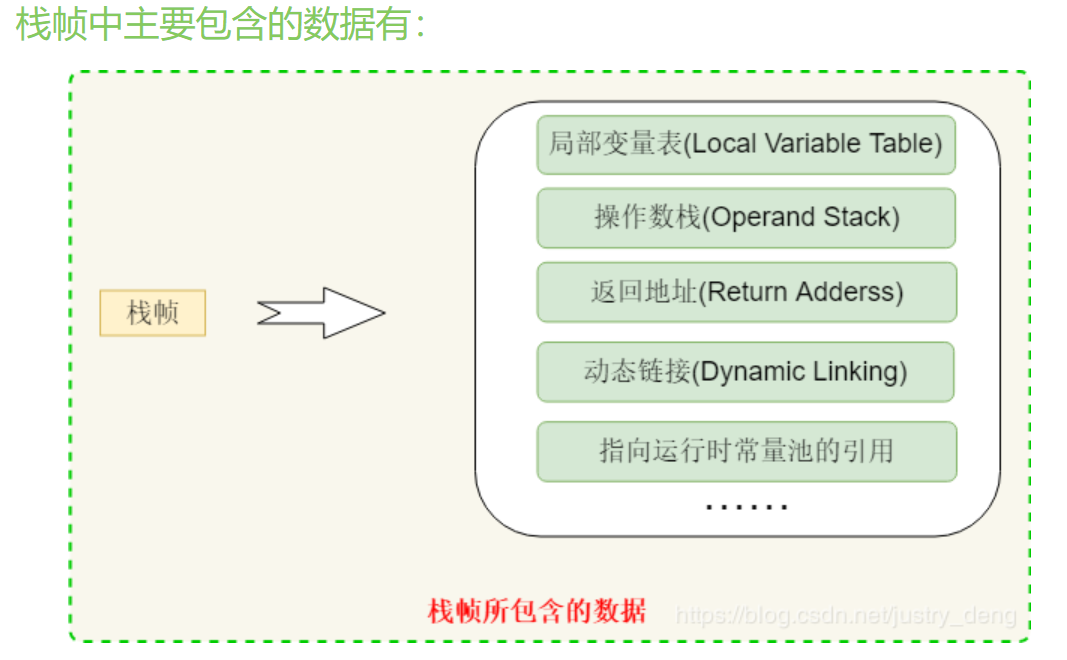 栈帧中主要包含的数据有：
局部变量表(Local Variable Table)
操作数栈(Operand Stack)
返回地址(Return Adderss)
栈帧
动态链接(Dynamic Linking)
指向运行时常量池的引用
······
栈帧所包含的数据
https://blog.csdn.net/justry_deng